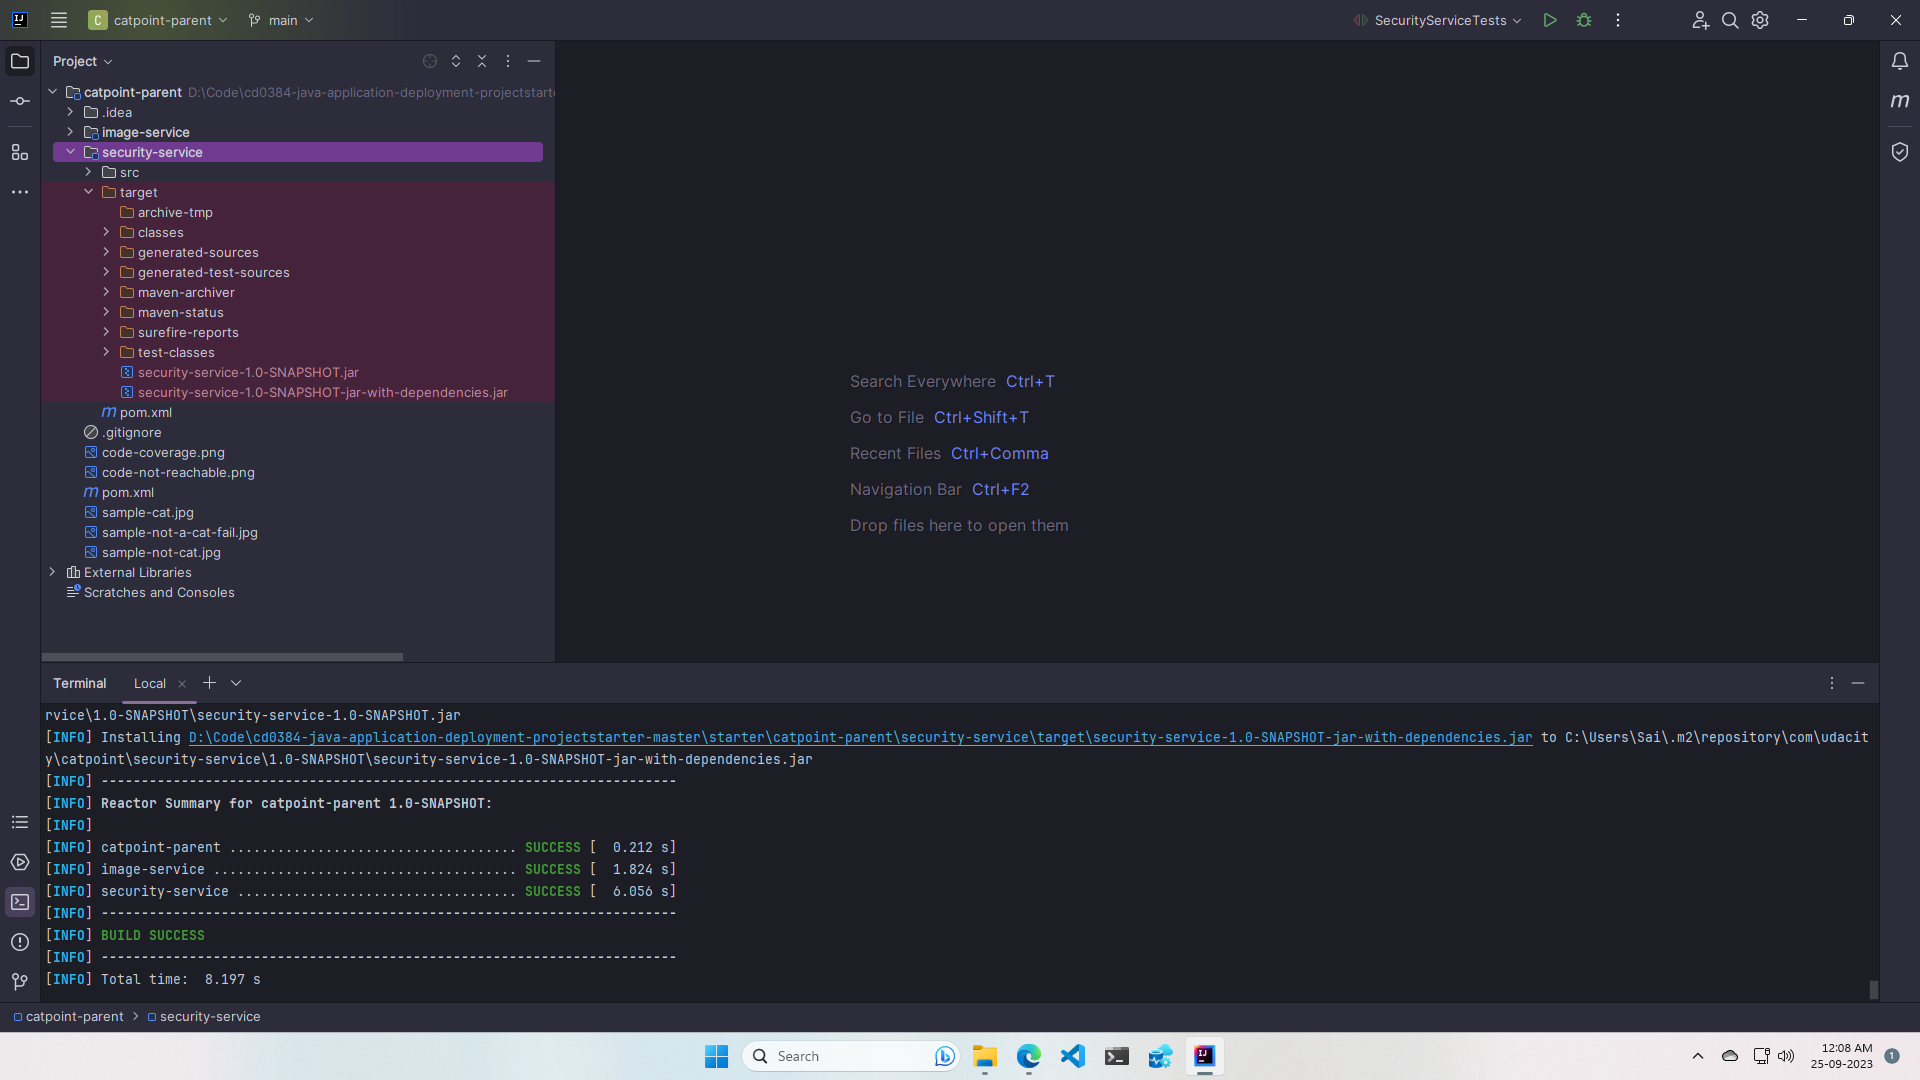 C catpoint-parent main SecurityServiceTests
Project
catpoint-parent D:\Code\cd0384-java-application-deployment-projectstarte
.idea
image-service
security-service
src
target
archive-tmp
classes
generated-sources
generated-test-sources
maven-archiver
maven-status
surefire-reports
test-classes
security-service-1.0-SNAPSHOT.jar
security-service-1.0-SNAPSHOT-jar-with-dependencies.jar
pom.xml
.gitignore
code-coverage.png
code-not-reachable.png
pom.xml
sample-cat.jpg
sample-not-a-cat-fail.jpg
sample-not-cat.jpg
External Libraries
Scratches and Consoles
Search Everywhere Ctrl+T
Go to File Ctrl+Shift+T
Recent Files Ctrl+Comma
Navigation Bar Ctrl+F2
Drop files here to open them
Terminal Local
rvice\1.0-SNAPSHOT\security-service-1.0-SNAPSHOT.jar
[INFO] Installing D:\Code\cd0384-java-application-deployment-projectstarter-master\starter\catpoint-parent\security-service\target\security-service-1.0-SNAPSHOT-jar-with-dependencies.jar to C:\Users\Sai\.m2\repository\com\udacit
y\catpoint\security-service\1.0-SNAPSHOT\security-service-1.0-SNAPSHOT-jar-with-dependencies.jar
[INFO] ------------------------------------------------------------------------
[INFO] Reactor Summary for catpoint-parent 1.0-SNAPSHOT:
[INFO]
[INFO] catpoint-parent .................................... SUCCESS [  0.212 s]
[INFO] image-service ...................................... SUCCESS [  1.824 s]
[INFO] security-service ................................... SUCCESS [  6.056 s]
[INFO] ------------------------------------------------------------------------
[INFO] BUILD SUCCESS
[INFO] ------------------------------------------------------------------------
[INFO] Total time:  8.197 s
catpoint-parent > security-service
Search
12:08 AM
25-09-2023
1